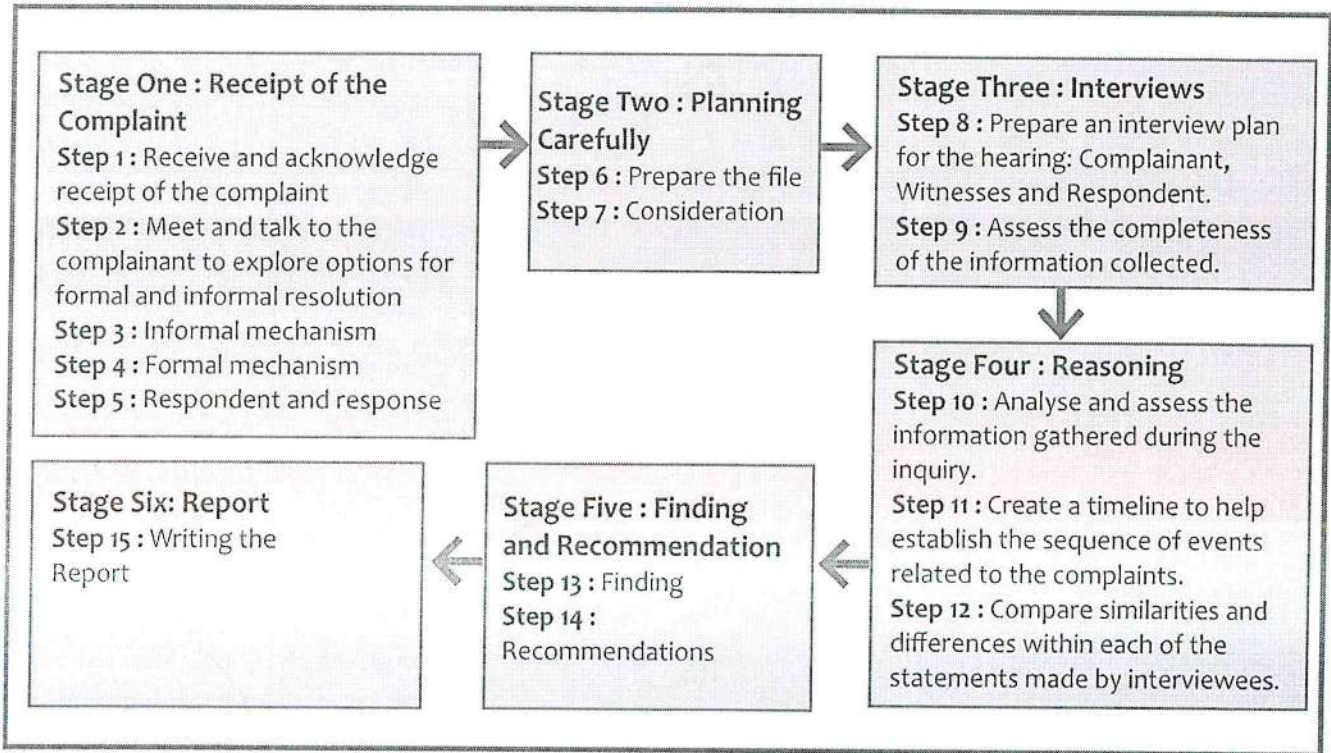 Stage One : Receipt of the
Complaint
Step 1 : Receive and acknowledge
receipt of the complaint
Step 2 : Meet and talk to the
complainant to explore options for
formal and informal resolution
Step 3 : Informal mechanism
Step 4 : Formal mechanism
Step 5 : Respondent and response
Stage Two : Planning
Carefully
Step 6 : Prepare the file
Step 7 : Consideration
Stage Three : Interviews
Step 8 : Prepare an interview plan
for the hearing: Complainant,
Witnesses and Respondent.
Step 9 : Assess the completeness
of the information collected.
Stage Four : Reasoning
Step 10 : Analyse and assess the
information gathered during the
inquiry.
Step 11 : Create a timeline to help
establish the sequence of events
related to the complaints.
Step 12 : Compare similarities and
differences within each of the
statements made by interviewees.
Stage Five : Finding
and Recommendation
Step 13 : Finding
Step 14 :
Recommendations
Stage Six: Report
Step 15 : Writing the
Report